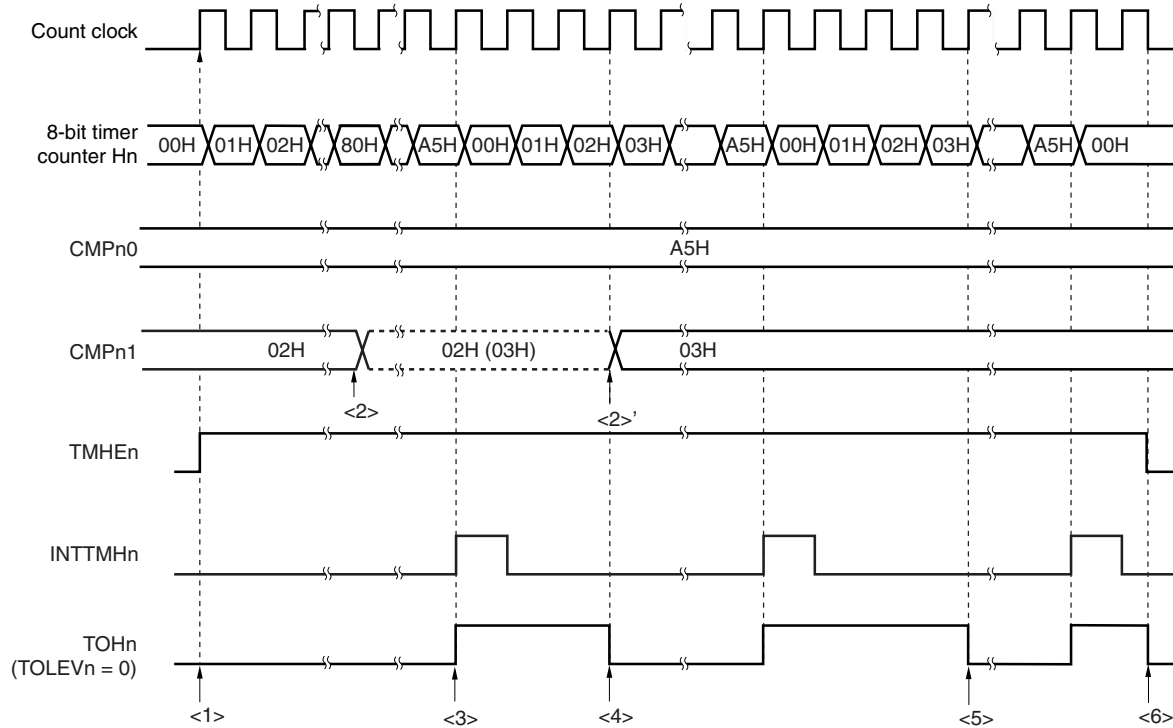 Count clock
8-bit timer
counter Hn
00H 01H 02H 80H A5H 00H 01H 02H 03H A5H 00H 01H 02H 03H A5H 00H
CMPn0
A5H
CMPn1
02H 02H (03H) 03H
<2> <2>’
TMHEn
INTTMHn
TOHn
(TOLEVn = 0)
<1> <3> <4> <5> <6>